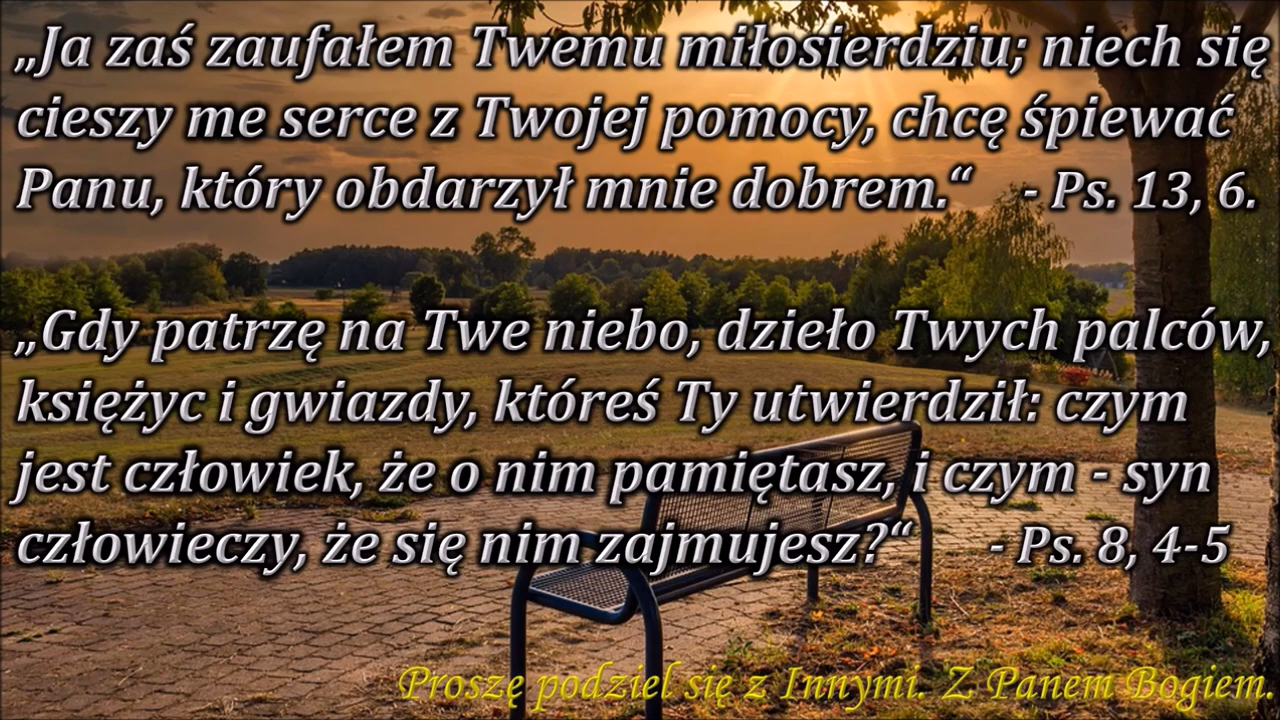 „Ja zaś zaufałem Twemu miłosierdziu; niech się
cieszy me serce z Twojej pomocy, chcę śpiewać
Panu, który obdarzył mnie dobrem.“ - Ps. 13, 6.
„Gdy patrzę na Twe niebo, dzieło Twych palców,
księżyc i gwiazdy, któreś Ty utwierdził: czym
jest człowiek, że o nim pamiętasz, i czym - syn
człowieczy, że się nim zajmujesz?“ - Ps. 8, 4-5
Proszę podziel się z Innymi. Z Panem Bogiem.